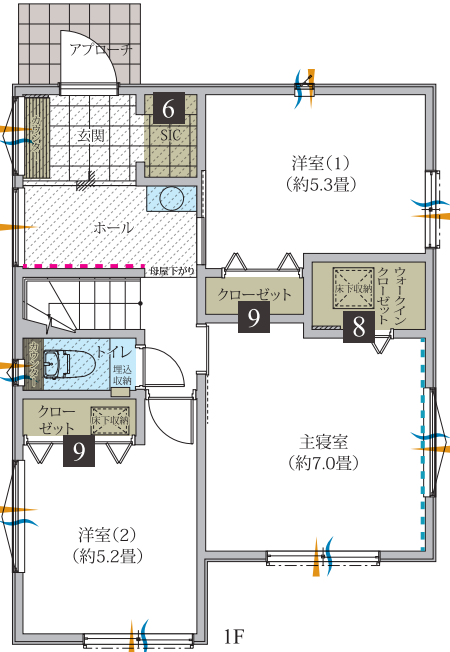 アプローチ
カウンター
玄関
6
SIC
洋室(1)
(約5.3畳)
ホール
母屋下がり
クローゼット
9
ウォークイン
クローゼット
床下収納
8
カウンター
トイレ
埋込
収納
クロー
ゼット
床下収納
9
主寝室
(約7.0畳)
洋室(2)
(約5.2畳)
1F